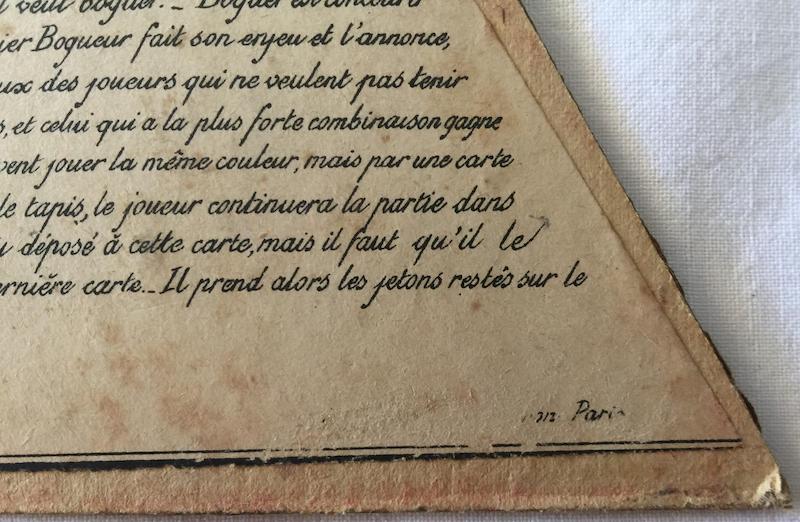 veut Boguer._ Boguer est
ier Bogueur fait son enjeu et l'annonce,
ux des joueurs qui ne veulent pas tenir
s, et celui qui a la plus forte combinaison gagne
vent jouer la même couleur, mais par une carte
le tapis, le joueur continuera la partie dans
déposé à cette carte, mais il faut qu'il le
ernière carte._ Il prend alors les jetons restés sur le
Paris